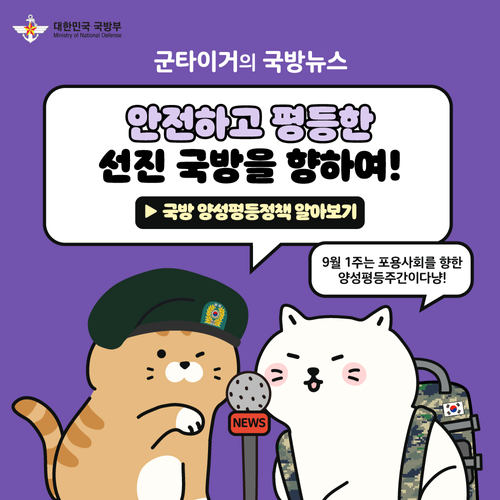 대한민국 국방부
Ministry of National Defense
군타이거의 국방뉴스
안전하고 평등한
선진 국방을 향하여!
▶ 국방 양성평등정책 알아보기
9월 1주는 포용사회를 향한
양성평등주간이다냥!
NEWS